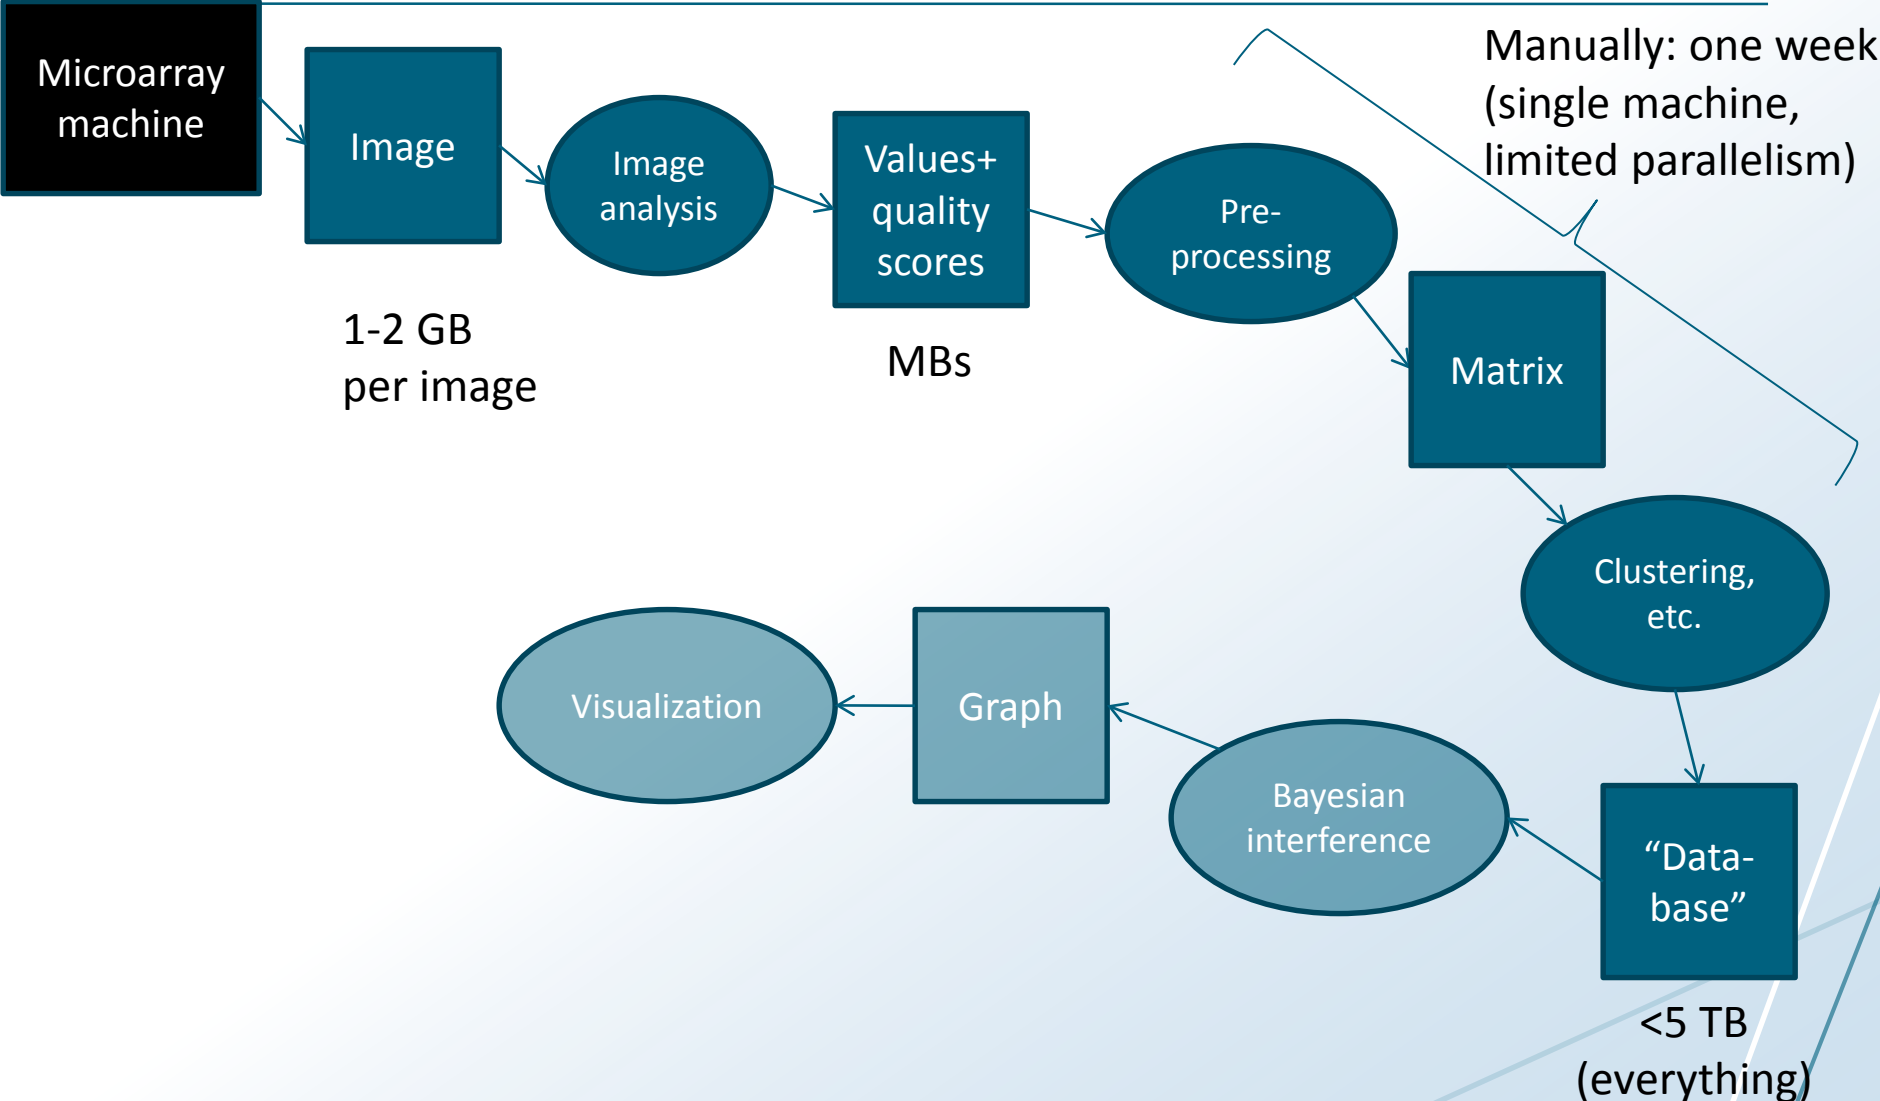 Microarray
machine
Image
1-2 GB
per image
Image
analysis
Values+
quality
scores
MBs
Pre-
processing
Manually: one week
(single machine,
limited parallelism)
Matrix
Clustering,
etc.
“Data-
base”
<5 TB
(everything)
Bayesian
interference
Graph
Visualization